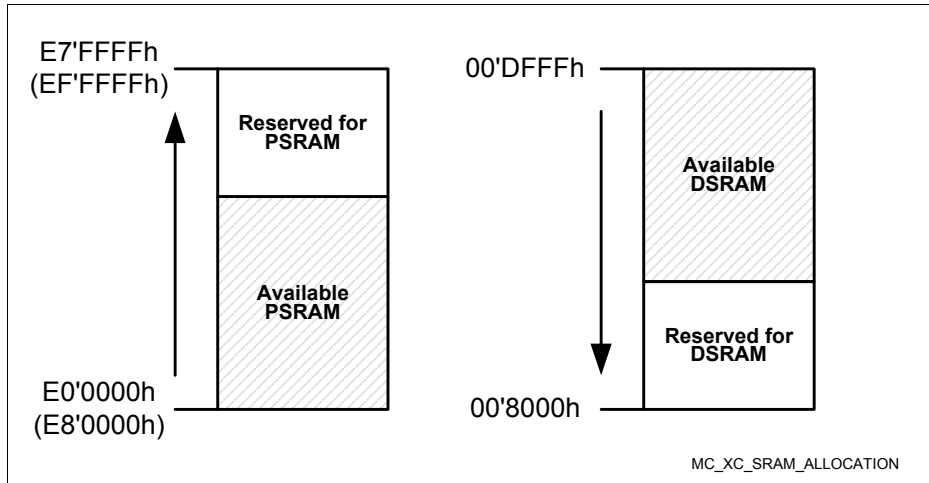 E7'FFFFh
(EF'FFFFh)
Reserved for
PSRAM
Available
PSRAM
E0'0000h
(E8'0000h)
00'DFFFh
Available
DSRAM
Reserved for
DSRAM
00'8000h
MC_XC_SRAM_ALLOCATION